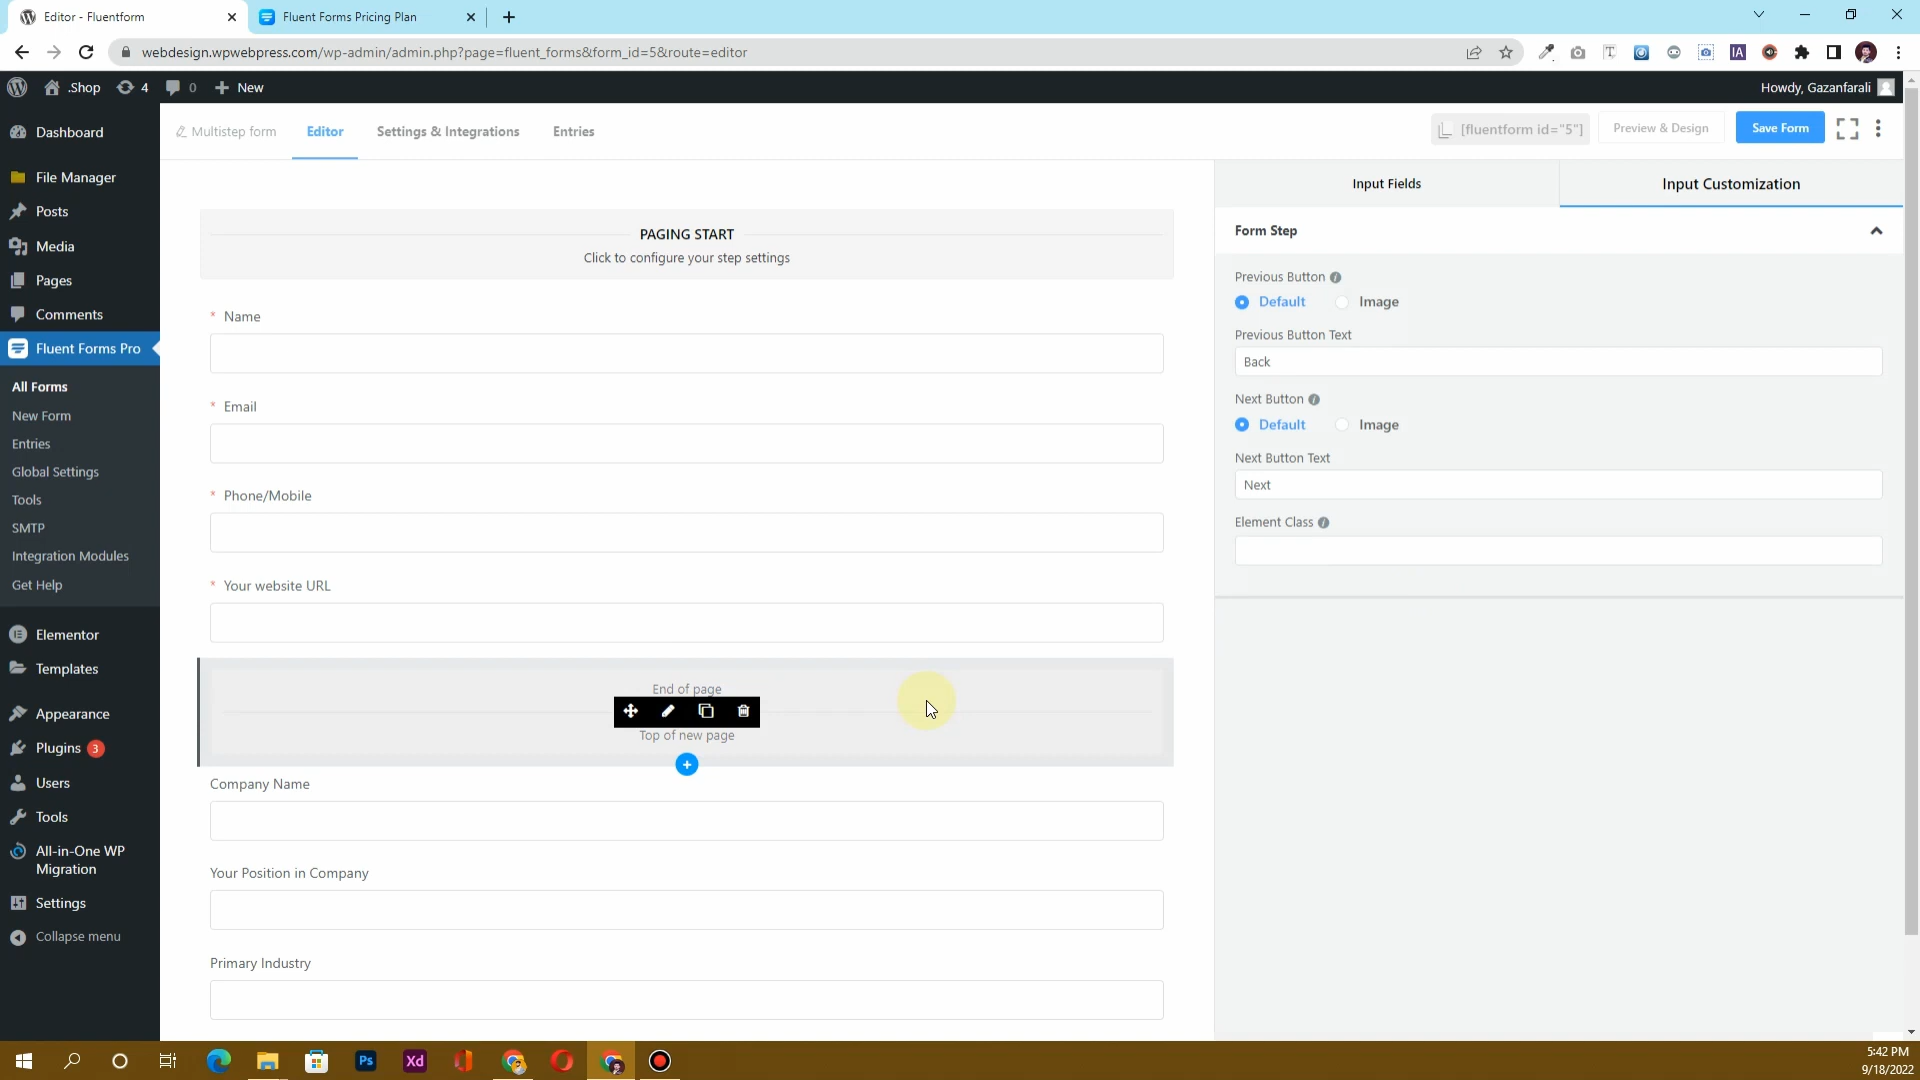 Editor - Fluentform
Fluent Forms Pricing Plan
webdesign.wpwebpress.com/wp-admin/admin.php?page=fluent_forms&form_id=5&route=editor
IA
.Shop
4
0
New
Howdy, Gazanfarali
Dashboard
File Manager
Posts
Media
Pages
Comments
Fluent Forms Pro
All Forms
New Form
Entries
Global Settings
Tools
SMTP
Integration Modules
Get Help
Elementor
Templates
Appearance
Plugins 3
Users
Tools
All-in-One WP
Migration
Settings
Collapse menu
Multistep form
Editor
Settings & Integrations
Entries
[fluentform id="5"]
Preview & Design
Save Form
PAGING START
Click to configure your step settings
* Name
* Email
* Phone/Mobile
* Your website URL
End of page
Top of new page
Company Name
Your Position in Company
Primary Industry
Input Fields
Input Customization
Form Step
Previous Button
Default
Image
Previous Button Text
Back
Next Button
Default
Image
Next Button Text
Next
Element Class
Ps
Xd
5:42 PM
9/18/2022